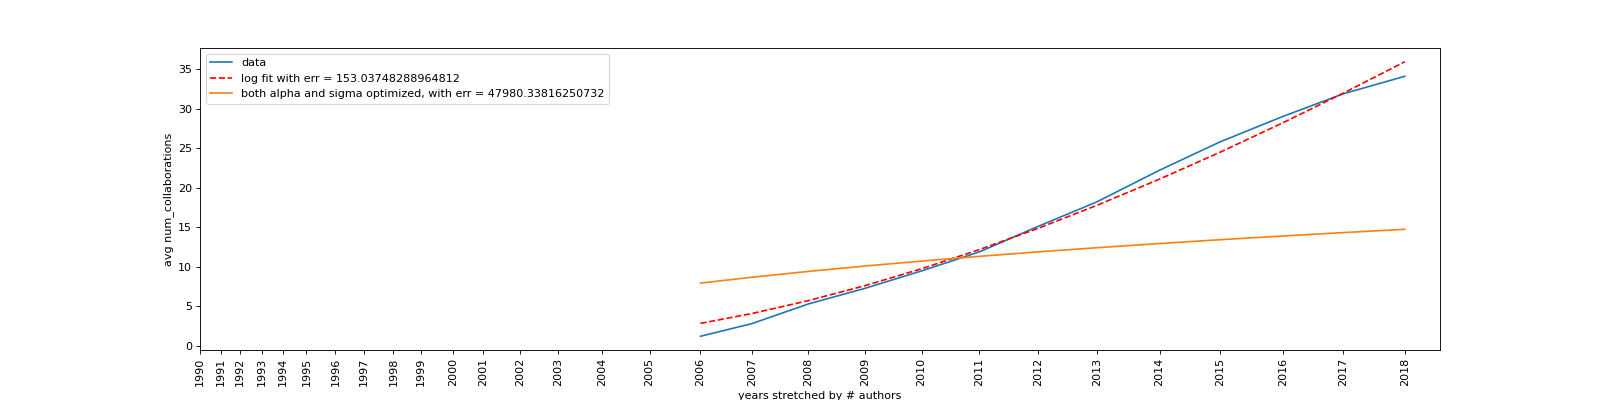 data
log fit with err = 153.03748288964812
both alpha and sigma optimized, with err = 47980.33816250732
35
30
25
20
15
10
5
0
avg num_collaborations
1990 1991 1992 1993 1994 1995 1996 1997 1998 1999 2000 2001 2002 2003 2004 2005 2006 2007 2008 2009 2010 2011 2012 2013 2014 2015 2016 2017 2018
years stretched by # authors